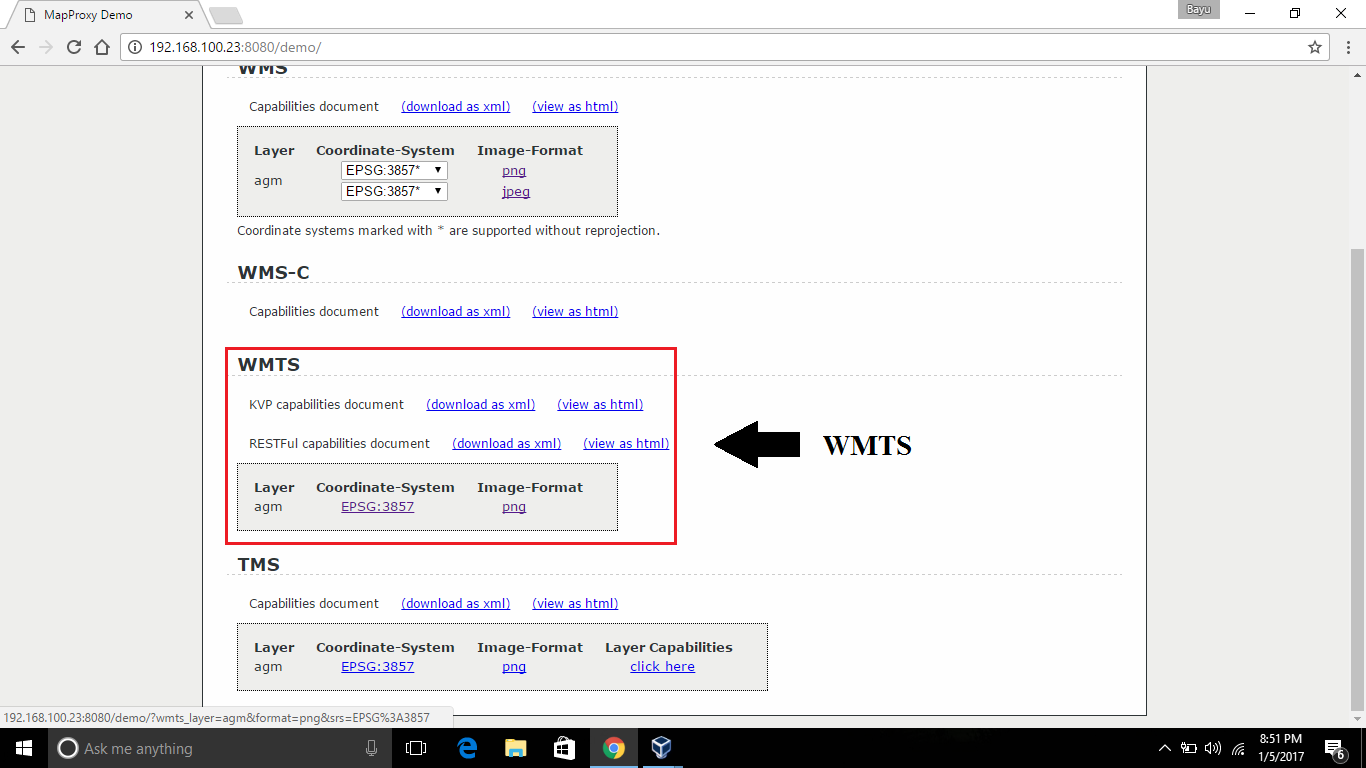 MapProxy Demo
Bayu
192.168.100.23:8080/demo/
WMS
Capabilities document (download as xml) (view as html)
Layer Coordinate-System Image-Format
agm EPSG:3857* png
EPSG:3857* jpeg
Coordinate systems marked with * are supported without reprojection.
WMS-C
Capabilities document (download as xml) (view as html)
WMTS
KVP capabilities document (download as xml) (view as html)
RESTFul capabilities document (download as xml) (view as html)
WMTS
Layer Coordinate-System Image-Format
agm EPSG:3857 png
TMS
Capabilities document (download as xml) (view as html)
Layer Coordinate-System Image-Format Layer Capabilities
agm EPSG:3857 png click here
192.168.100.23:8080/demo/?wmts_layer=agm&format=png&srs=EPSG%3A3857
Ask me anything
8:51 PM
1/5/2017
6